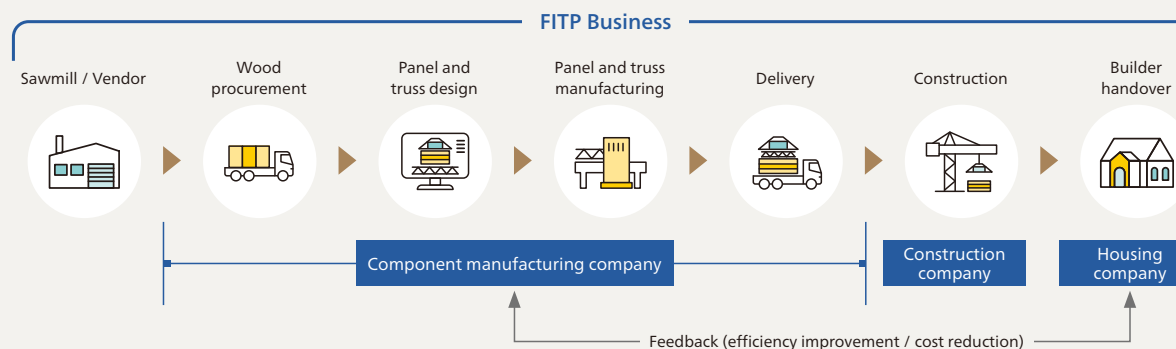 FITP Business
Sawmill / Vendor
Wood
procurement
Panel and
truss design
Panel and truss
manufacturing
Delivery
Construction
Builder
handover
Component manufacturing company
Construction
company
Housing
company
Feedback (efficiency improvement / cost reduction)